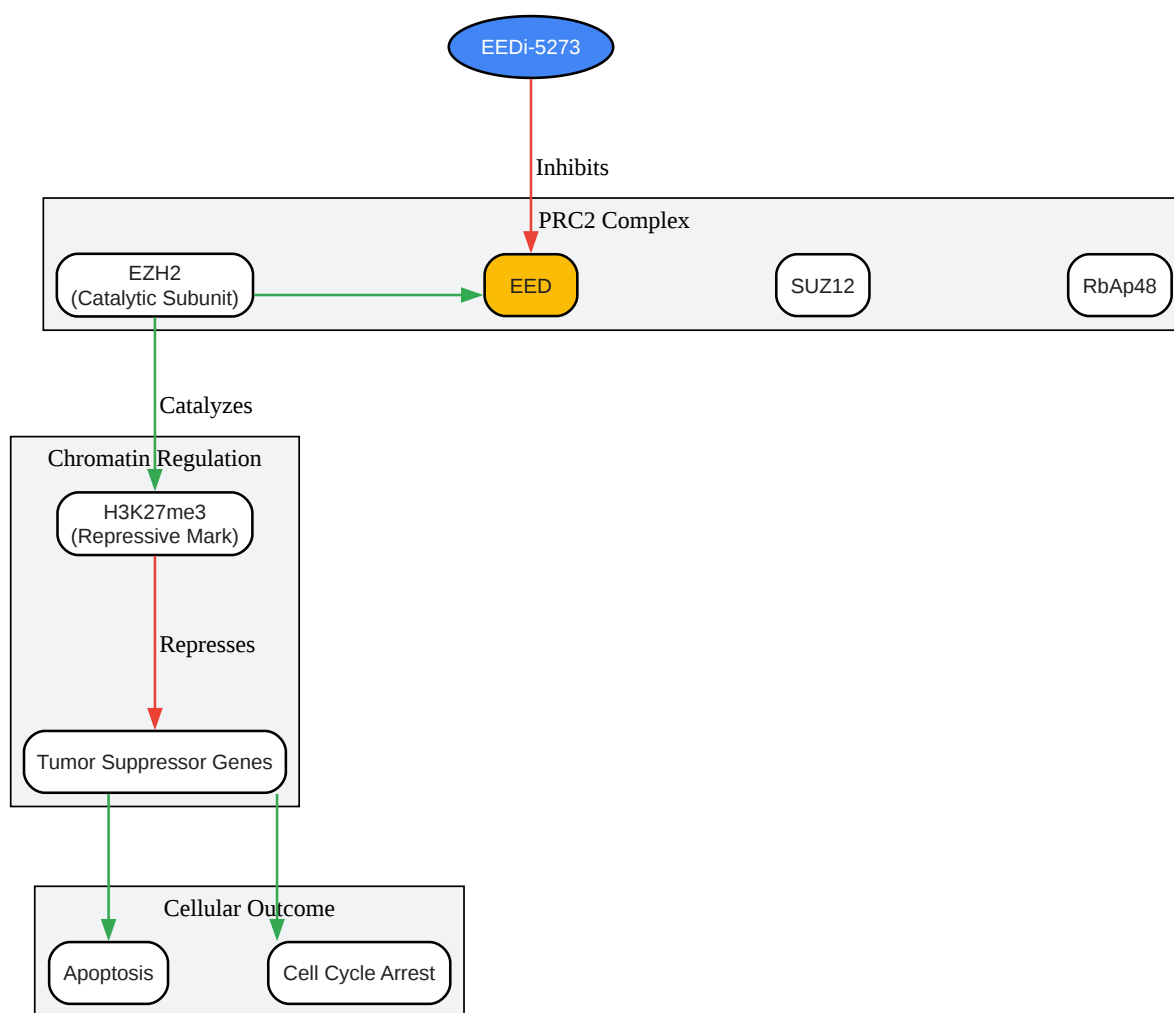 EEDi-5273
Inhibits
PRC2 Complex
EZH2
(Catalytic Subunit)
EED
SUZ12
RbAp48
Catalyzes
Chromatin Regulation
H3K27me3
(Repressive Mark)
Represses
Tumor Suppressor Genes
Cellular Outcome
Apoptosis
Cell Cycle Arrest